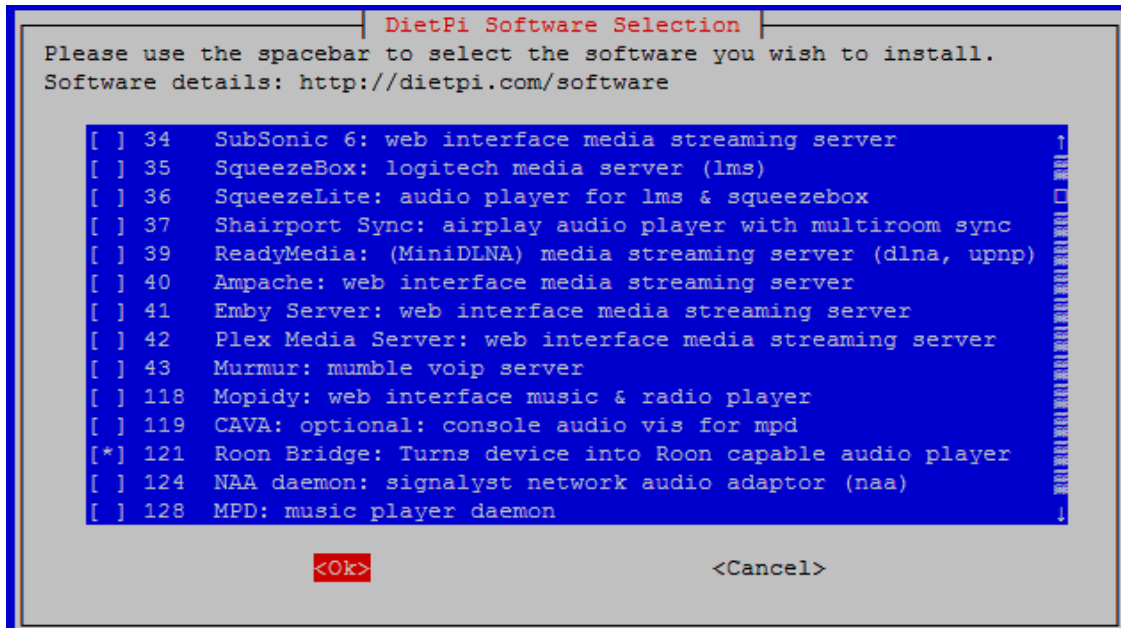 DietPi Software Selection
Please use the spacebar to select the software you wish to install.
Software details: http://dietpi.com/software
[ ] 34 SubSonic 6: web interface media streaming server
[ ] 35 SqueezeBox: logitech media server (lms)
[ ] 36 SqueezeLite: audio player for lms & squeezebox
[ ] 37 Shairport Sync: airplay audio player with multiroom sync
[ ] 39 ReadyMedia: (MiniDLNA) media streaming server (dlna, upnp)
[ ] 40 Ampache: web interface media streaming server
[ ] 41 Emby Server: web interface media streaming server
[ ] 42 Plex Media Server: web interface media streaming server
[ ] 43 Murmur: mumble voip server
[ ] 118 Mopidy: web interface music & radio player
[ ] 119 CAVA: optional: console audio vis for mpd
[*] 121 Roon Bridge: Turns device into Roon capable audio player
[ ] 124 NAA daemon: signalyst network audio adaptor (naa)
[ ] 128 MPD: music player daemon
<Ok> <Cancel>